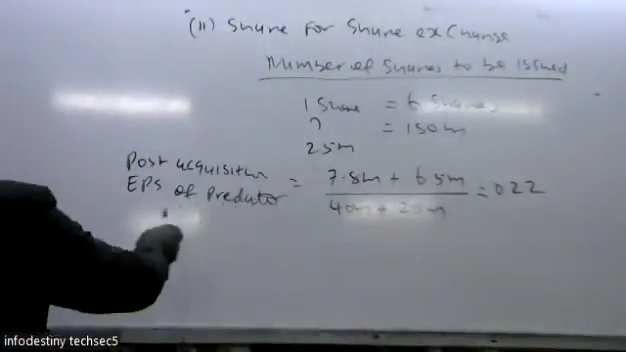 (II) Share for Share exchange
Number of Shares to be issued
1 Share = 6 Shares
? = 150m
25m
Post acquisition
EPS of Predator = 7.8m + 6.5m = 0.22
40m + 25m
infodestiny techsec5